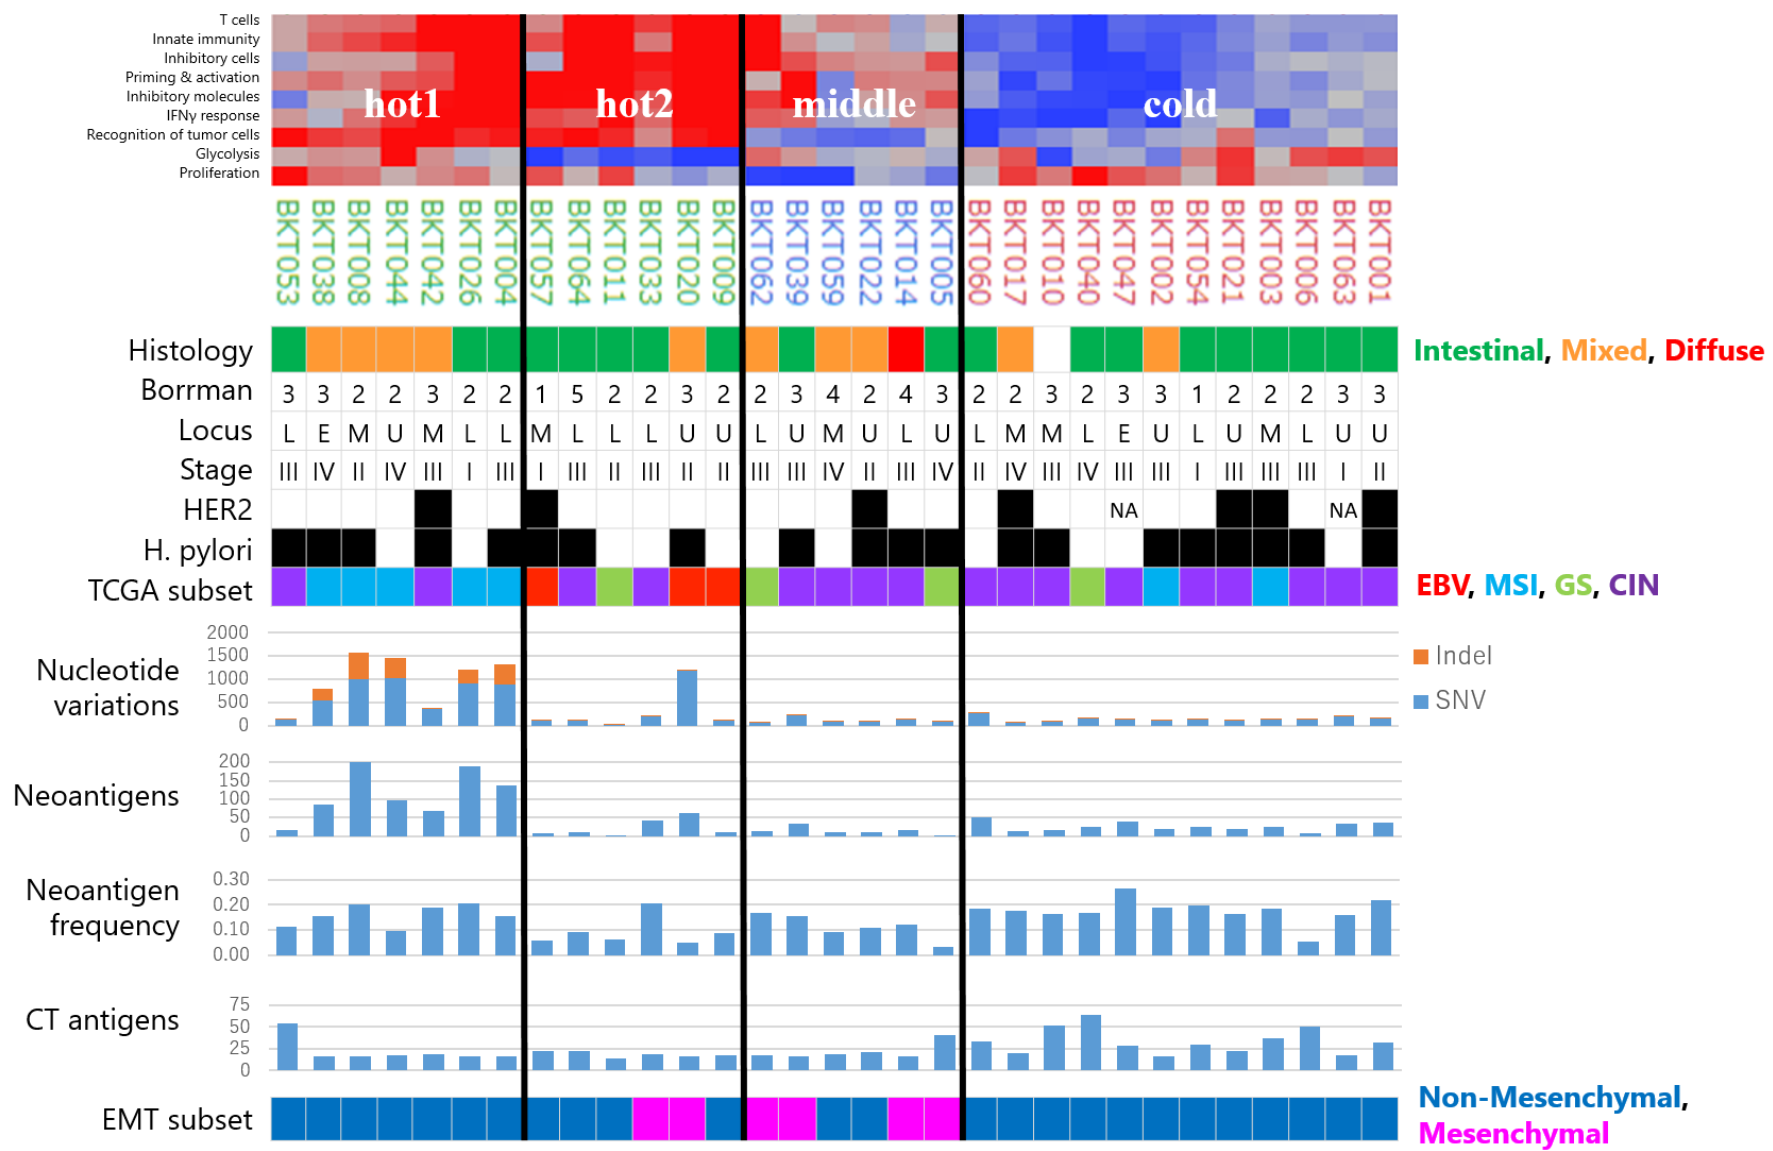 T cells
Innate immunity
Inhibitory cells
Priming & activation
Inhibitory molecules
IFNγ response
Recognition of tumor cells
Glycolysis
Proliferation
hot1 hot2 middle cold
BKT053 BKT038 BKT008 BKT044 BKT042 BKT026 BKT004 BKT057 BKT064 BKT011 BKT033 BKT020 BKT009 BKT062 BKT039 BKT059 BKT022 BKT014 BKT005 BKT060 BKT017 BKT010 BKT040 BKT047 BKT002 BKT054 BKT021 BKT003 BKT006 BKT063 BKT001
Histology Intestinal, Mixed, Diffuse
Borrman 3 3 2 2 3 2 2 1 5 2 2 3 2 2 3 4 2 4 3 2 2 3 2 3 3 1 2 2 2 3 3
Locus L E M U M L L M L L L U U L U M U L U L M M L E U L U M L U U
Stage III IV II IV III I III I III II III II II III III IV II III IV II IV III IV III III I III III III I II
HER2 NA NA
H. pylori
TCGA subset EBV, MSI, GS, CIN
Nucleotide
variations
2000
1500
1000
500
0
Indel
SNV
Neoantigens
200
150
100
50
0
Neoantigen
frequency
0.30
0.20
0.10
0.00
CT antigens
75
50
25
0
EMT subset
Non-Mesenchymal,
Mesenchymal